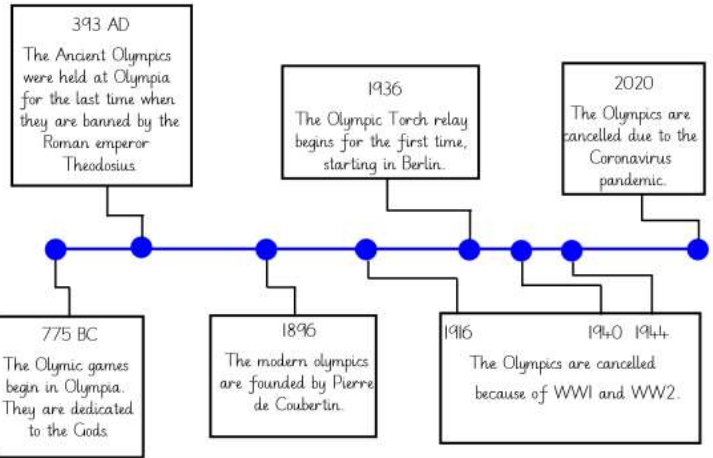 393 AD
The Ancient Olympics
were held at Olympia
for the last time when
they are banned by the
Roman emperor
Theodosius.
1936
The Olympic Torch relay
begins for the first time,
starting in Berlin.
2020
The Olympics are
cancelled due to the
Coronavirus
pandemic.
775 BC
The Olymic games
begin in Olympia.
They are dedicated
to the Gods.
1896
The modern olympics
are founded by Pierre
de Coubertin.
1916 1940 1944
The Olympics are cancelled
because of WW1 and WW2.